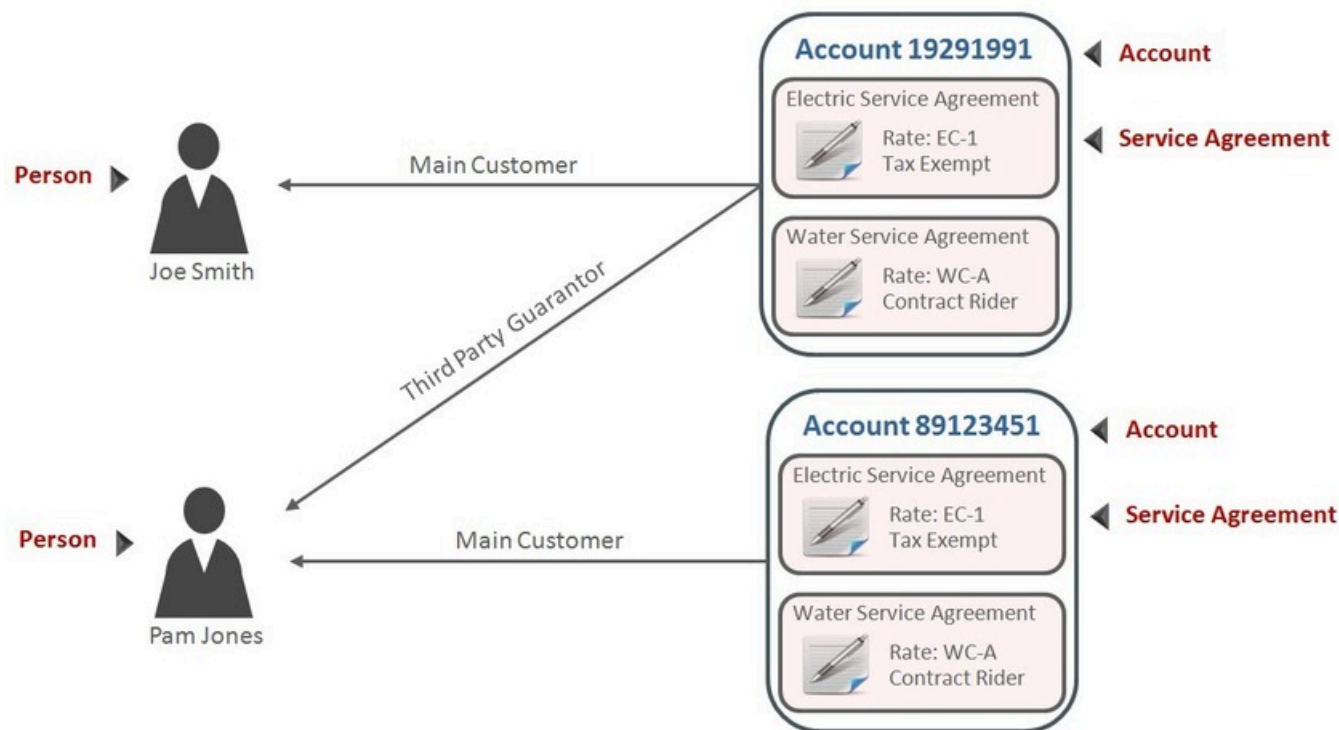 Account 19291991
Account
Electric Service Agreement
Rate: EC-1
Tax Exempt
Service Agreement
Person
Main Customer
Joe Smith
Water Service Agreement
Rate: WC-A
Contract Rider
Third Party Guarantor
Account 89123451
Account
Electric Service Agreement
Rate: EC-1
Tax Exempt
Service Agreement
Person
Main Customer
Pam Jones
Water Service Agreement
Rate: WC-A
Contract Rider